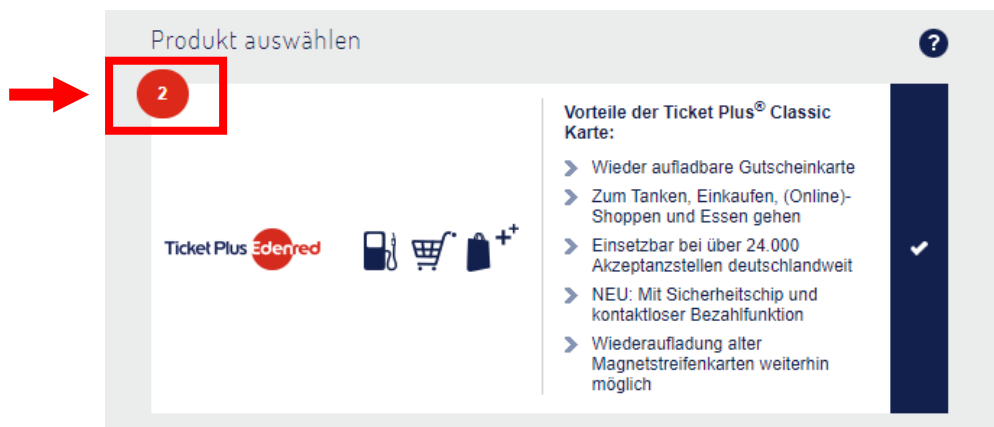 Produkt auswählen
?
2
Ticket Plus Edenred
++
Vorteile der Ticket Plus® Classic
Karte:
Wieder aufladbare Gutscheinkarte
Zum Tanken, Einkaufen, (Online)-
Shoppen und Essen gehen
Einsetzbar bei über 24.000
Akzeptanzstellen deutschlandweit
NEU: Mit Sicherheitschip und
kontaktloser Bezahlfunktion
Wiederaufladung alter
Magnetstreifenkarten weiterhin
möglich